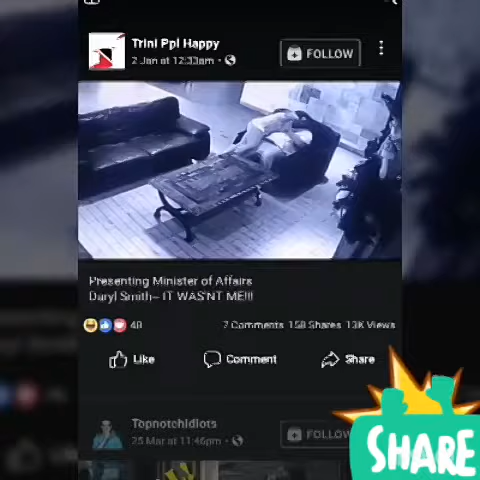 Trini Ppl Happy
FOLLOW
2 Jan at 12:33am
Presenting Minister of Affairs
Daryl Smith– IT WAS'NT ME!!!
40
7 Comments 158 Shares 13K Views
Like
Comment
Share
TopnotchIdiots
25 Mar at 11:46pm
FOLLOW
SHARE